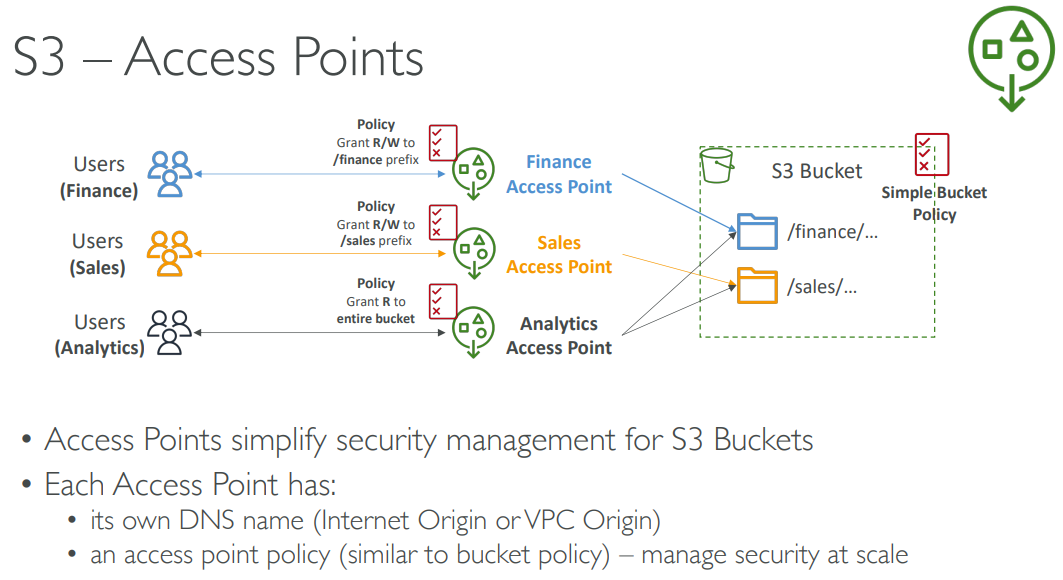 S3 – Access Points
Policy
Grant R/W to
/finance prefix
Users
(Finance)
Finance
Access Point
S3 Bucket
Simple Bucket
Policy
/finance/...
Policy
Grant R/W to
/sales prefix
Users
(Sales)
Sales
Access Point
/sales/...
Policy
Grant R to
entire bucket
Users
(Analytics)
Analytics
Access Point
• Access Points simplify security management for S3 Buckets
• Each Access Point has:
• its own DNS name (Internet Origin or VPC Origin)
• an access point policy (similar to bucket policy) – manage security at scale